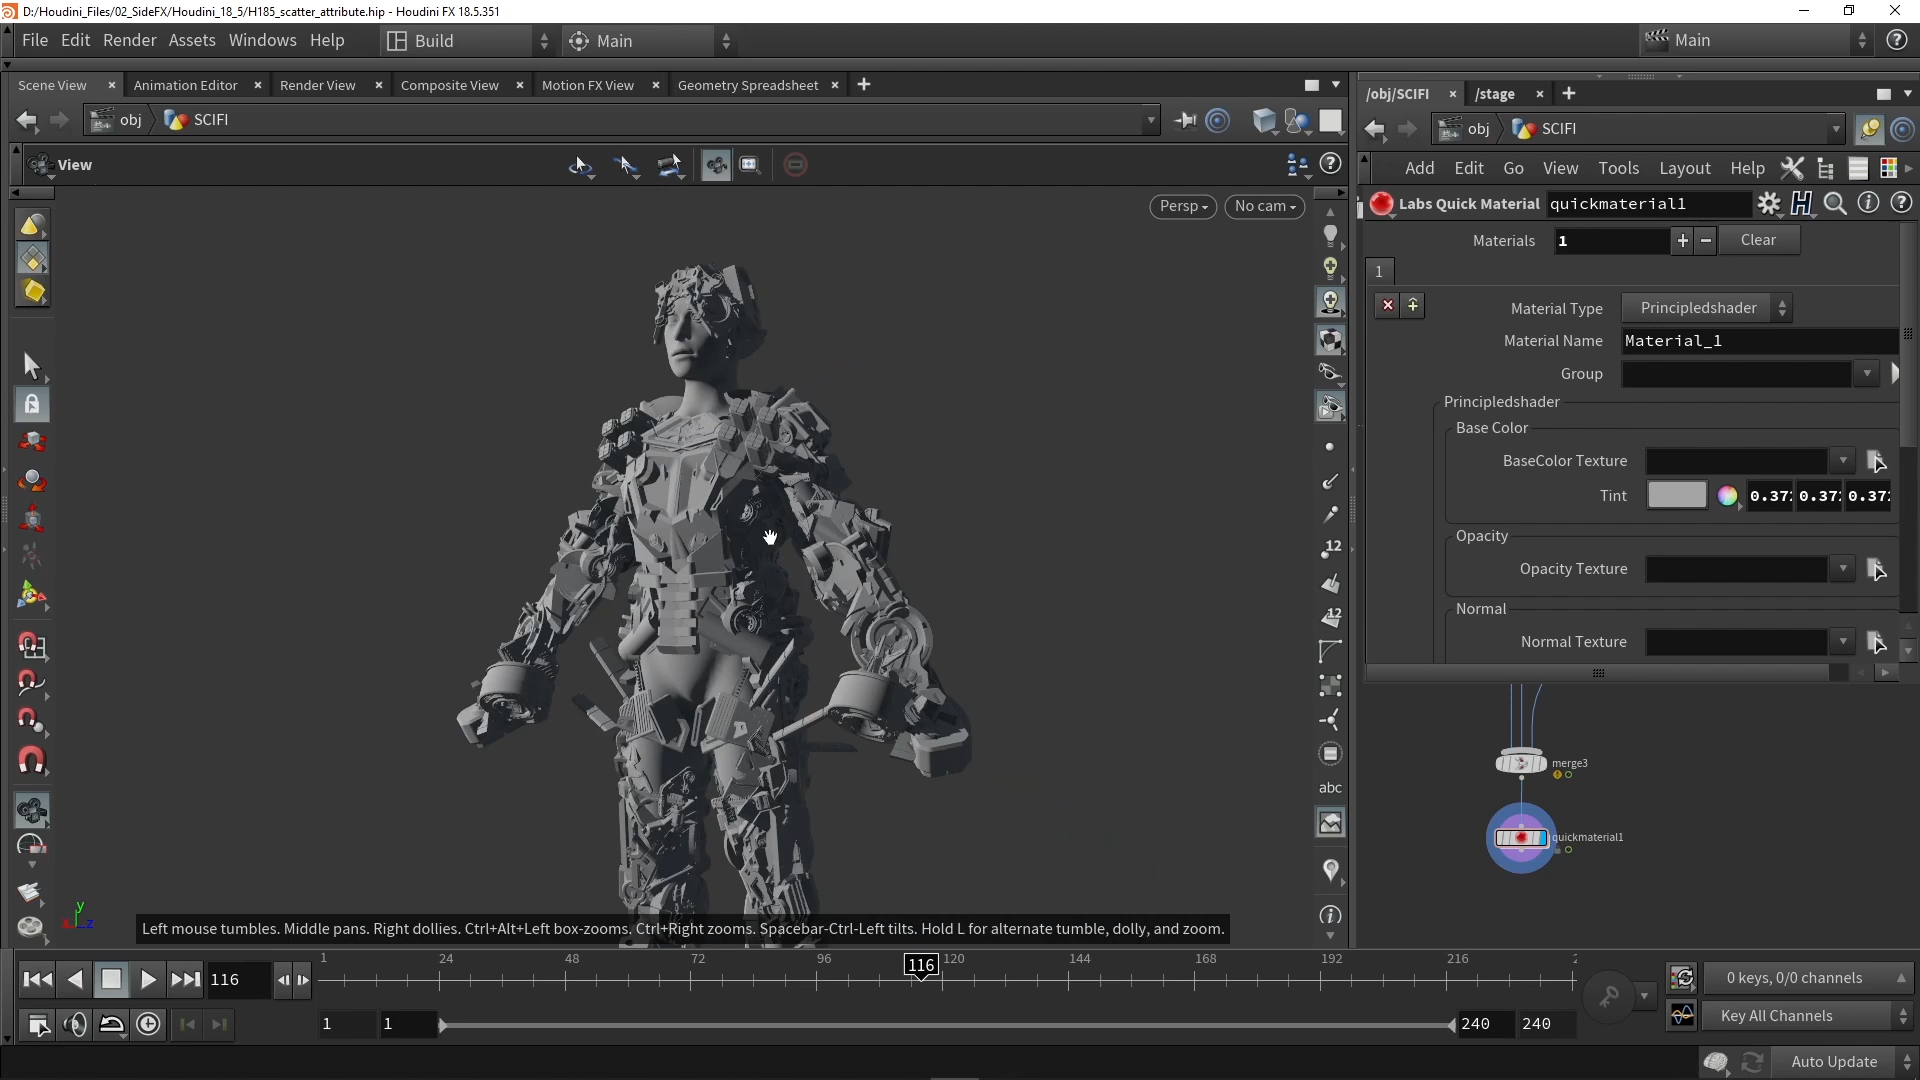 D:/Houdini_Files/02_SideFX/Houdini_18_5/H185_scatter_attribute.hip - Houdini FX 18.5.351
File Edit Render Assets Windows Help Build Main Main
Scene View Animation Editor Render View Composite View Motion FX View Geometry Spreadsheet
/obj/SCIFI /stage
obj SCIFI
obj SCIFI
View
Add Edit Go View Tools Layout Help
Persp No cam
Labs Quick Material quickmaterial1
Materials 1 Clear
1
Material Type Principledshader
Material Name Material_1
Group
Principledshader
Base Color
BaseColor Texture
Tint 0.37 0.37 0.37
Opacity
Opacity Texture
Normal
Normal Texture
12
12
abc
merge3
quickmaterial1
y
z
Left mouse tumbles. Middle pans. Right dollies. Ctrl+Alt+Left box-zooms. Ctrl+Right zooms. Spacebar-Ctrl-Left tilts. Hold L for alternate tumble, dolly, and zoom.
116
1 24 48 72 96 116 120 144 168 192 216
0 keys, 0/0 channels
1 1 240 240
Key All Channels
Auto Update